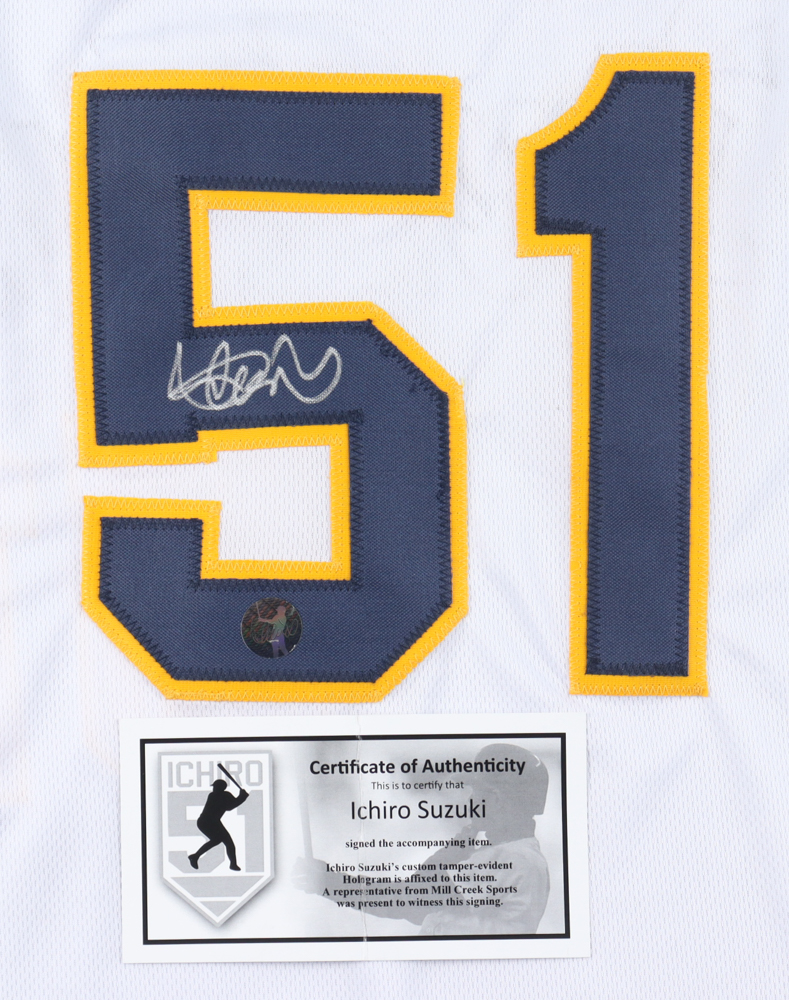 51
Ichiro
ICHIRO
51
Certificate of Authenticity
This is to certify that
Ichiro Suzuki
signed the accompanying item.
Ichiro Suzuki's custom tamper-evident
Hologram is affixed to this item.
A representative from Mill Creek Sports
was present to witness this signing.